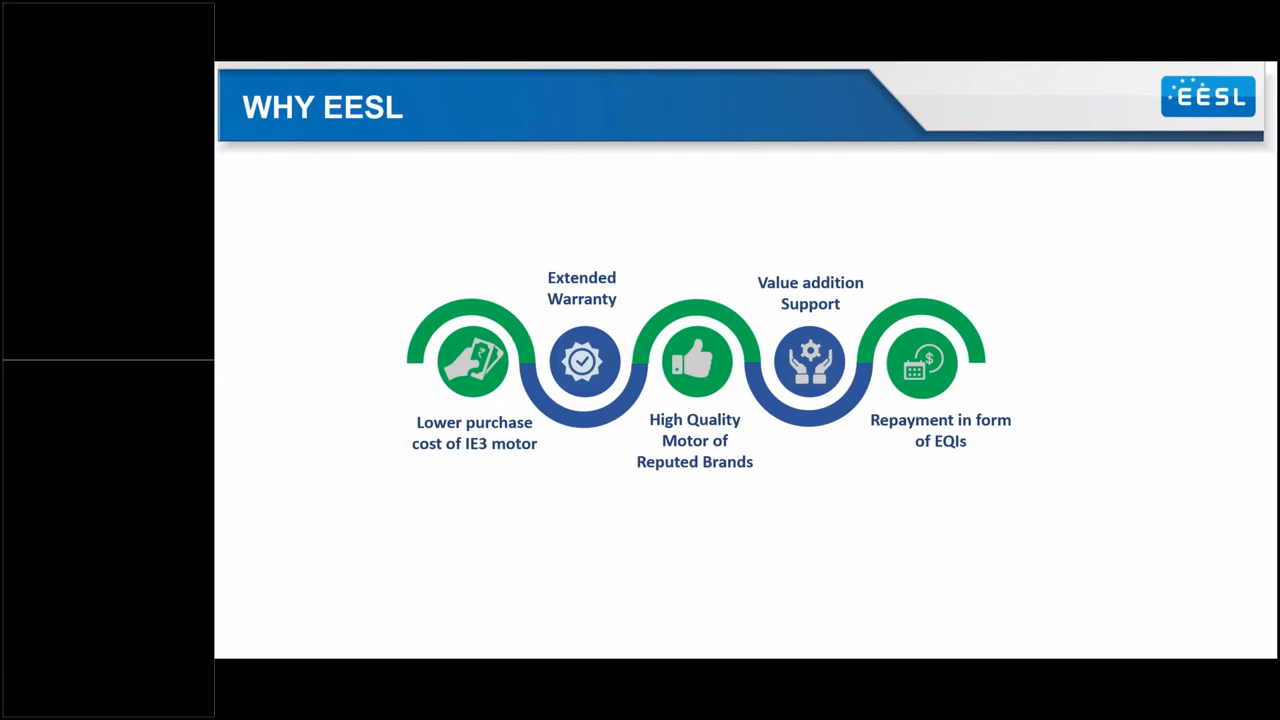 WHY EESL
EESL
Extended
Warranty
Value addition
Support
Lower purchase
cost of IE3 motor
High Quality
Motor of
Reputed Brands
Repayment in form
of EQIs